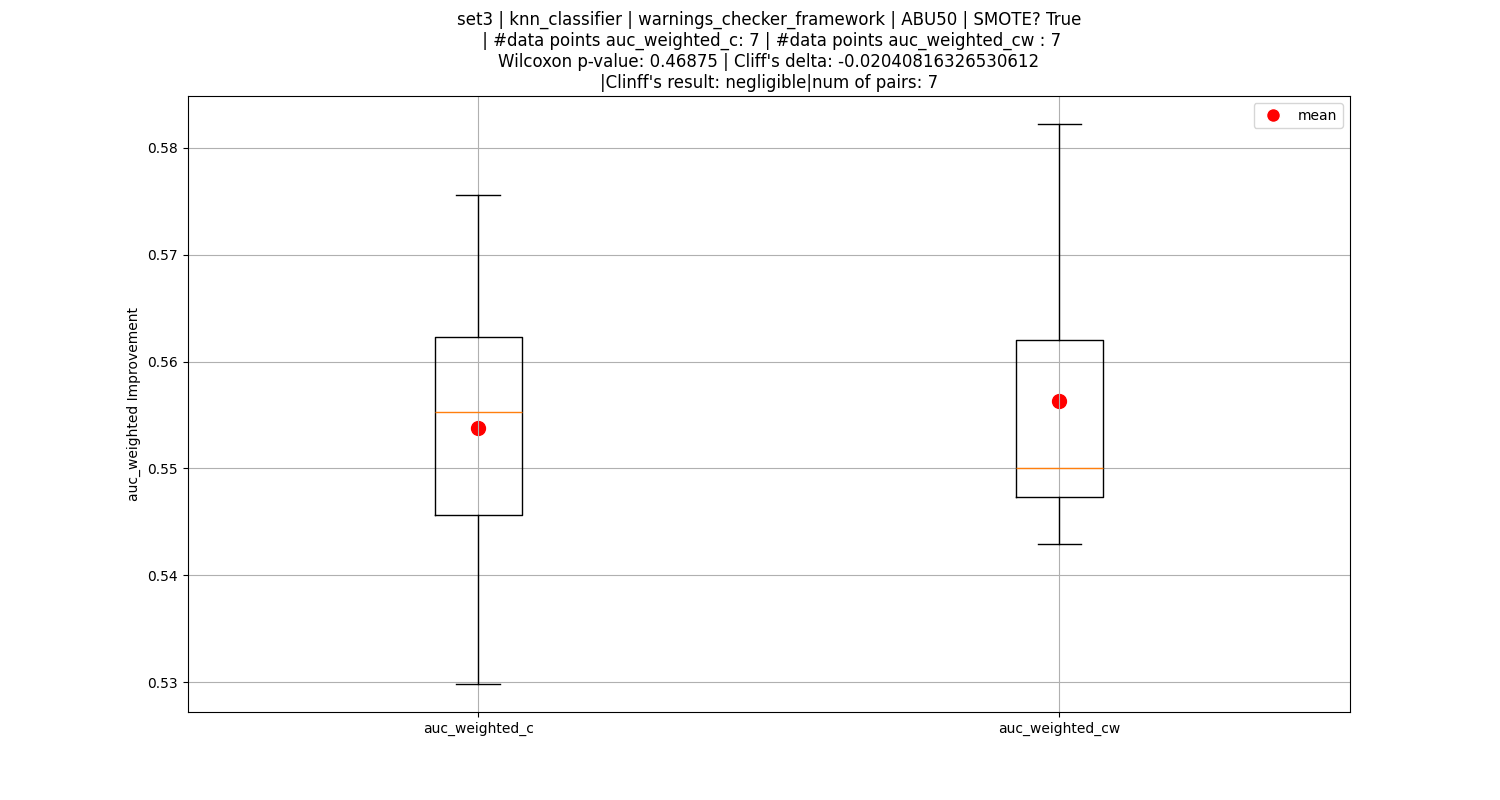 set3 | knn_classifier | warnings_checker_framework | ABU50 | SMOTE? True
| #data points auc_weighted_c: 7 | #data points auc_weighted_cw : 7
Wilcoxon p-value: 0.46875 | Cliff's delta: -0.02040816326530612
|Clinff's result: negligible|num of pairs: 7
mean
auc_weighted Improvement
0.58
0.57
0.56
0.55
0.54
0.53
auc_weighted_c
auc_weighted_cw